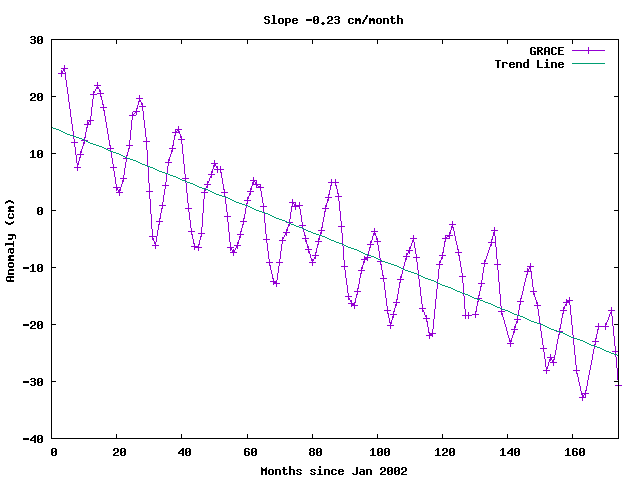 Slope -0.23 cm/month
GRACE
Trend Line
30
20
10
0
-10
-20
-30
-40
Anomaly (cm)
0 20 40 60 80 100 120 140 160
Months since Jan 2002